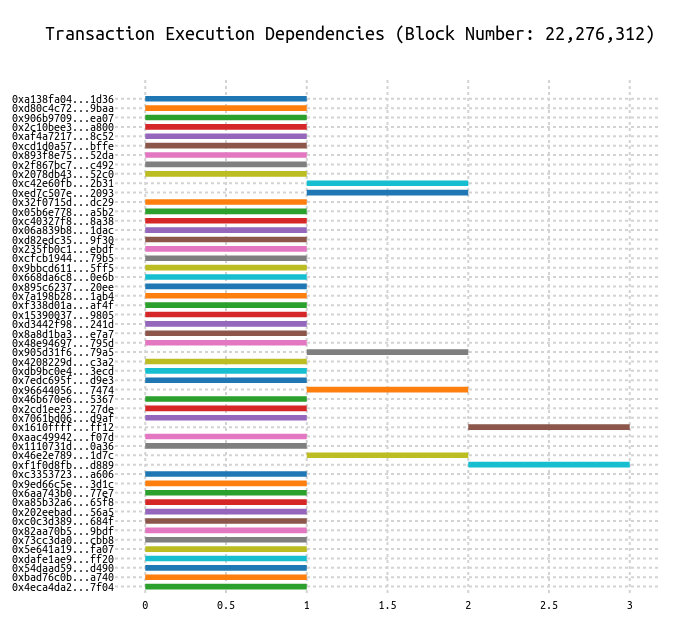 Transaction Execution Dependencies (Block Number: 22,276,312)
0xa138fa04...1d36
0xd80c4c72...9baa
0x906b9709...ea07
0x2c10bee3...a800
0xaf4a7217...8c52
0xcd1d0a57...bffe
0x893f8e75...52da
0x2f867bc7...c492
0x2078db43...52c0
0xc42e60fb...2b31
0xed7c507e...2093
0x32f0715d...dc29
0x05b6e778...a5b2
0xc40327f8...8a38
0x06a839b8...1dac
0xd82edc35...9f30
0x235fb0c1...ebdf
0xcfcb1944...79b5
0x9bbcd611...5ff5
0x668da6c8...0e6b
0x895c6237...20ee
0x7a198b28...1ab4
0xf338d01a...af4f
0x15390037...9805
0xd3442f98...241d
0x8a8d1ba3...e7a7
0x48e94697...795d
0x905d31f6...79a5
0x4208229d...c3a2
0xdb9bc0e4...3ecd
0x7edc695f...d9e3
0x96644056...7474
0x46b670e6...5367
0x2cd1ee23...27de
0x7061bd06...d9af
0x1610ffff...ff12
0xaac49942...f07d
0x1110731d...0a36
0x46e2e789...1d7c
0xf1f0d8fb...d889
0xc3353723...a606
0x9ed66c5e...3d1c
0x6aa743b0...77e7
0xa85b32a6...65f8
0x202eebad...56a5
0xc0c3d389...684f
0x82aa70b5...9bdf
0x73cc3da0...cbb8
0x5e641a19...fa07
0xdafe1ae9...ff20
0x54daad59...d490
0xbad76c0b...a740
0x4eca4da2...7f04
0 0.5 1 1.5 2 2.5 3